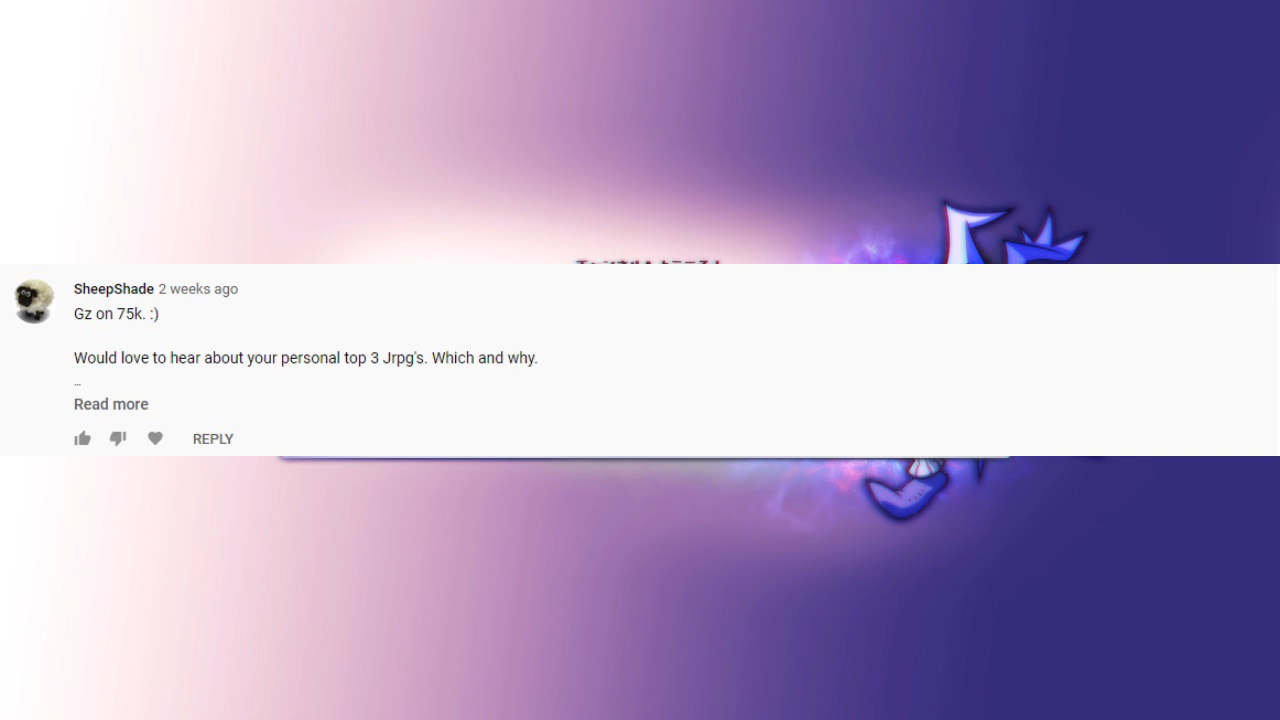 SheepShade 2 weeks ago
Gz on 75k. :)
Would love to hear about your personal top 3 Jrpg's. Which and why.
...
Read more
REPLY